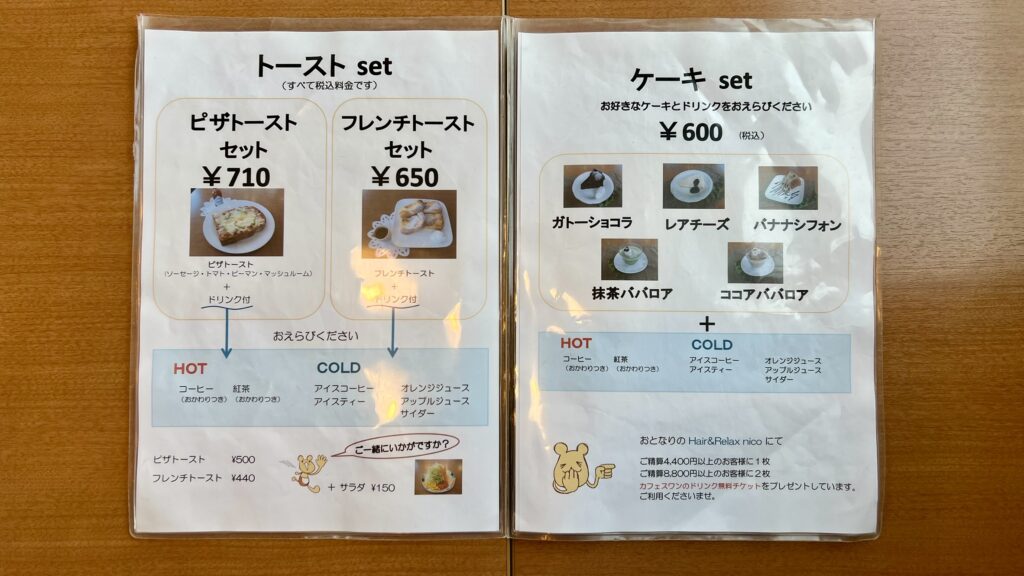 トースト set
（すべて税込料金です）
ピザトースト
セット
￥710
ピザトースト
（ソーセージ・トマト・ピーマン・マッシュルーム）
+
ドリンク付
フレンチトースト
セット
￥650
フレンチトースト
+
ドリンク付
おえらびください
HOT
コーヒー 紅茶
（おかわりつき） （おかわりつき）
COLD
アイスコーヒー オレンジジュース
アイスティー アップルジュース
サイダー
ご一緒にいかがですか？
ピザトースト ¥500
フレンチトースト ¥440
+ サラダ ¥150
ケーキ set
お好きなケーキとドリンクをおえらびください
￥600 （税込）
ガトーショコラ レアチーズ バナナシフォン
抹茶ババロア ココアババロア
+
HOT
コーヒー 紅茶
（おかわりつき） （おかわりつき）
COLD
アイスコーヒー オレンジジュース
アイスティー アップルジュース
サイダー
おとなりの Hair&Relax nico にて
ご精算4,400円以上のお客様に１枚
ご精算8,800円以上のお客様に２枚
カフェスワンのドリンク無料チケットをプレゼントしています。
ご利用くださいませ。